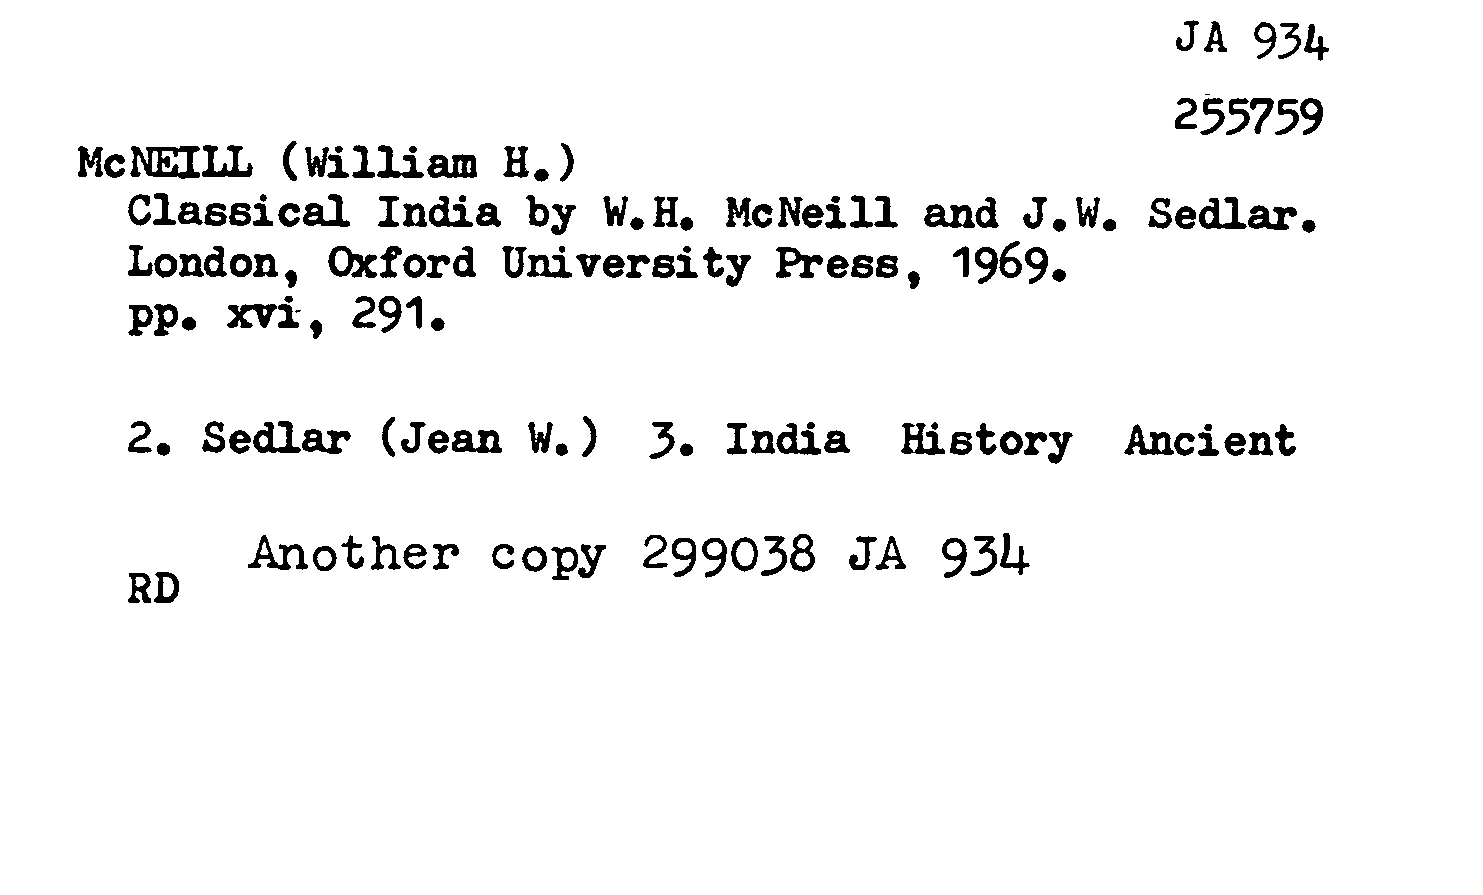 JA 934
255759
McNEILL (William H.)
Classical India by W.H. McNeill and J.W. Sedlar.
London, Oxford University Press, 1969.
pp. xvi, 291.
2. Sedlar (Jean W.) 3. India History Ancient
Another copy 299038 JA 934
RD